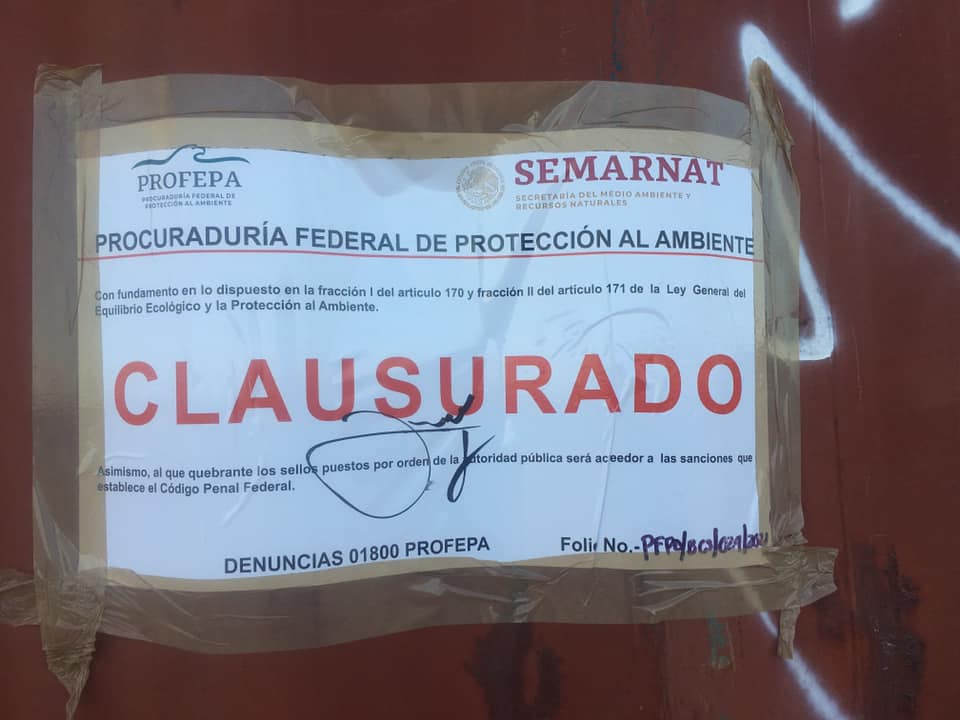 PROFEPA
PROCURADURÍA FEDERAL DE
PROTECCIÓN AL AMBIENTE
SEMARNAT
SECRETARÍA DEL MEDIO AMBIENTE Y
RECURSOS NATURALES
PROCURADURÍA FEDERAL DE PROTECCIÓN AL AMBIENTE
Con fundamento en lo dispuesto en la fracción I del articulo 170 y fracción II del artículo 171 de la Ley General del
Equilibrio Ecológico y la Protección al Ambiente.
CLAUSURADO
Asimismo, al que quebrante los sellos puestos por orden de la autoridad pública será aceedor a las sanciones que
establece el Código Penal Federal.
DENUNCIAS 01800 PROFEPA
Folio No.-